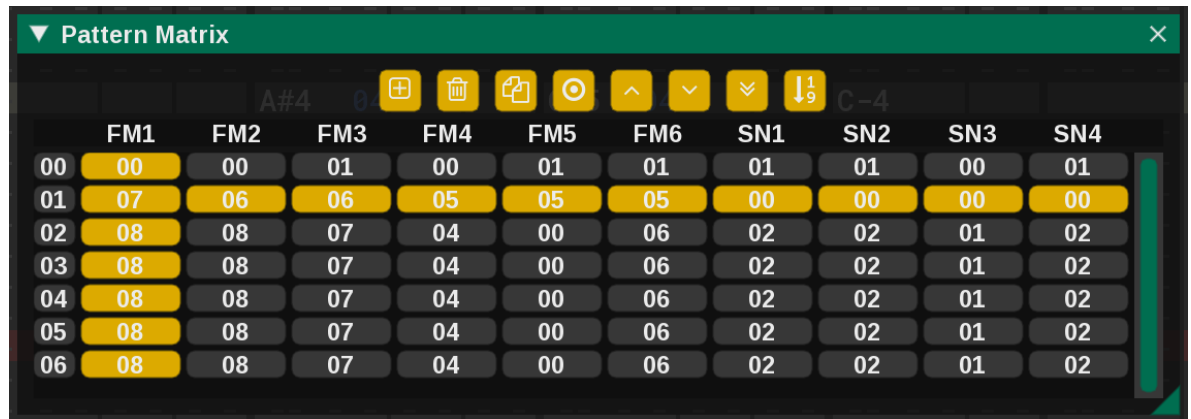 Pattern Matrix
A#4 C-4
FM1 FM2 FM3 FM4 FM5 FM6 SN1 SN2 SN3 SN4
00 00 00 01 00 01 01 01 01 00 01
01 07 06 06 05 05 05 00 00 00 00
02 08 08 07 04 00 06 02 02 01 02
03 08 08 07 04 00 06 02 02 01 02
04 08 08 07 04 00 06 02 02 01 02
05 08 08 07 04 00 06 02 02 01 02
06 08 08 07 04 00 06 02 02 01 02